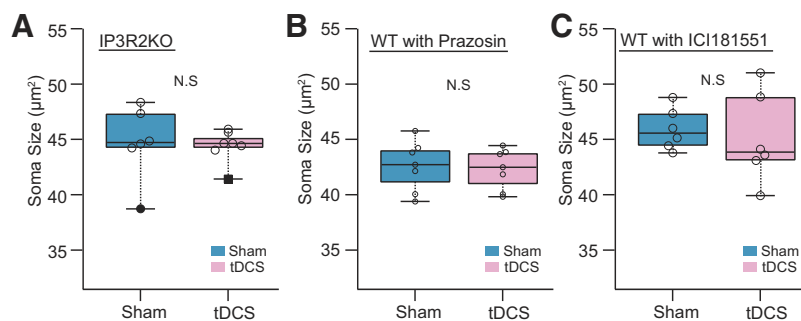 A
IP3R2KO
N.S
Soma Size (μm²)
55
50
45
40
35
Sham
tDCS
Sham
tDCS
B
WT with Prazosin
N.S
Soma Size (μm²)
55
50
45
40
35
Sham
tDCS
Sham
tDCS
C
WT with ICI181551
N.S
Soma Size (μm²)
55
50
45
40
35
Sham
tDCS
Sham
tDCS